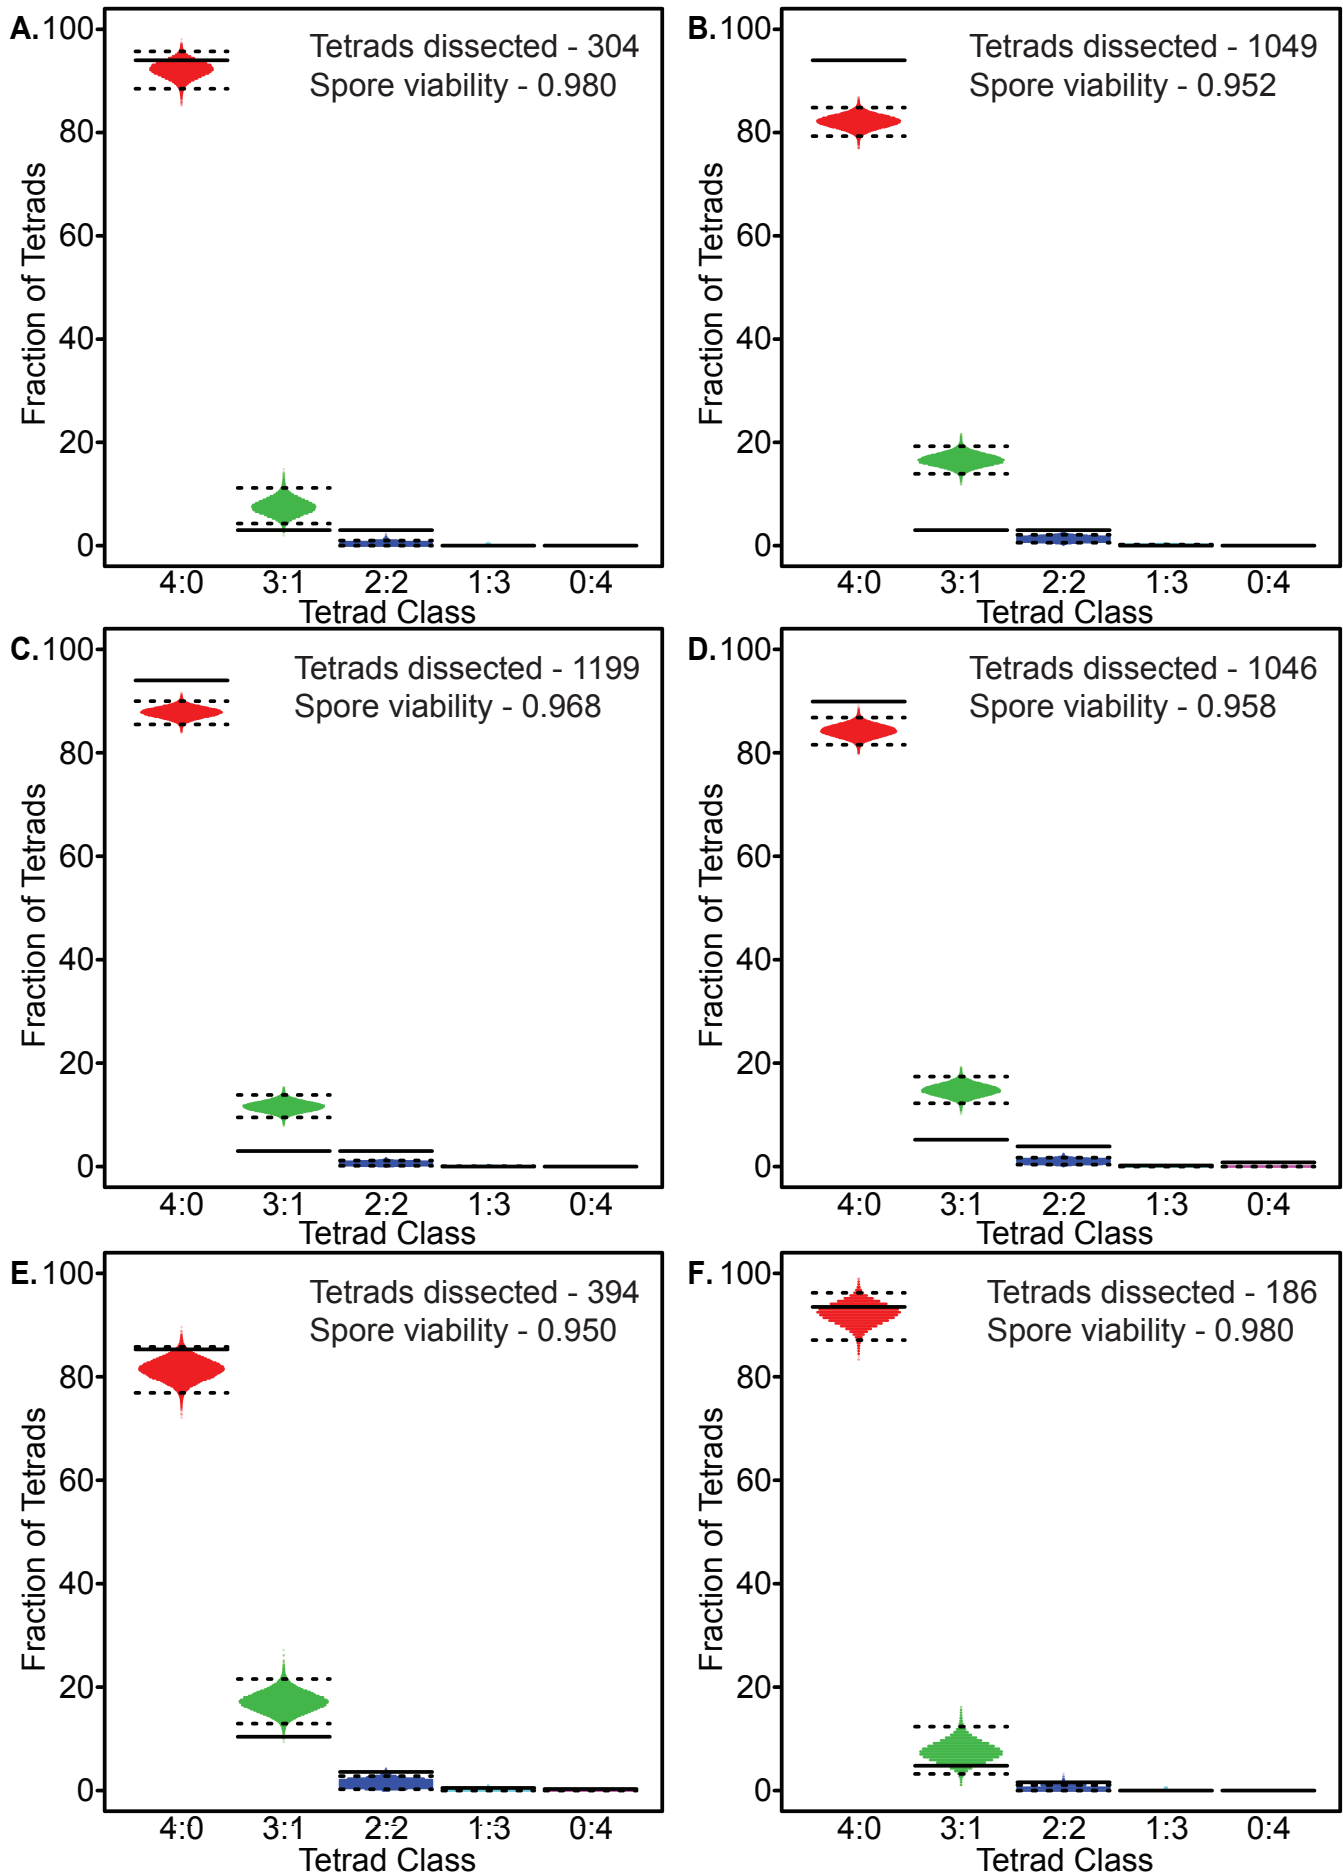 A.
Tetrads dissected - 304
Spore viability - 0.980
Fraction of Tetrads
100
80
60
40
20
0
4:0 3:1 2:2 1:3 0:4
Tetrad Class
B.
Tetrads dissected - 1049
Spore viability - 0.952
Fraction of Tetrads
100
80
60
40
20
0
4:0 3:1 2:2 1:3 0:4
Tetrad Class
C.
Tetrads dissected - 1199
Spore viability - 0.968
Fraction of Tetrads
100
80
60
40
20
0
4:0 3:1 2:2 1:3 0:4
Tetrad Class
D.
Tetrads dissected - 1046
Spore viability - 0.958
Fraction of Tetrads
100
80
60
40
20
0
4:0 3:1 2:2 1:3 0:4
Tetrad Class
E.
Tetrads dissected - 394
Spore viability - 0.950
Fraction of Tetrads
100
80
60
40
20
0
4:0 3:1 2:2 1:3 0:4
Tetrad Class
F.
Tetrads dissected - 186
Spore viability - 0.980
Fraction of Tetrads
100
80
60
40
20
0
4:0 3:1 2:2 1:3 0:4
Tetrad Class